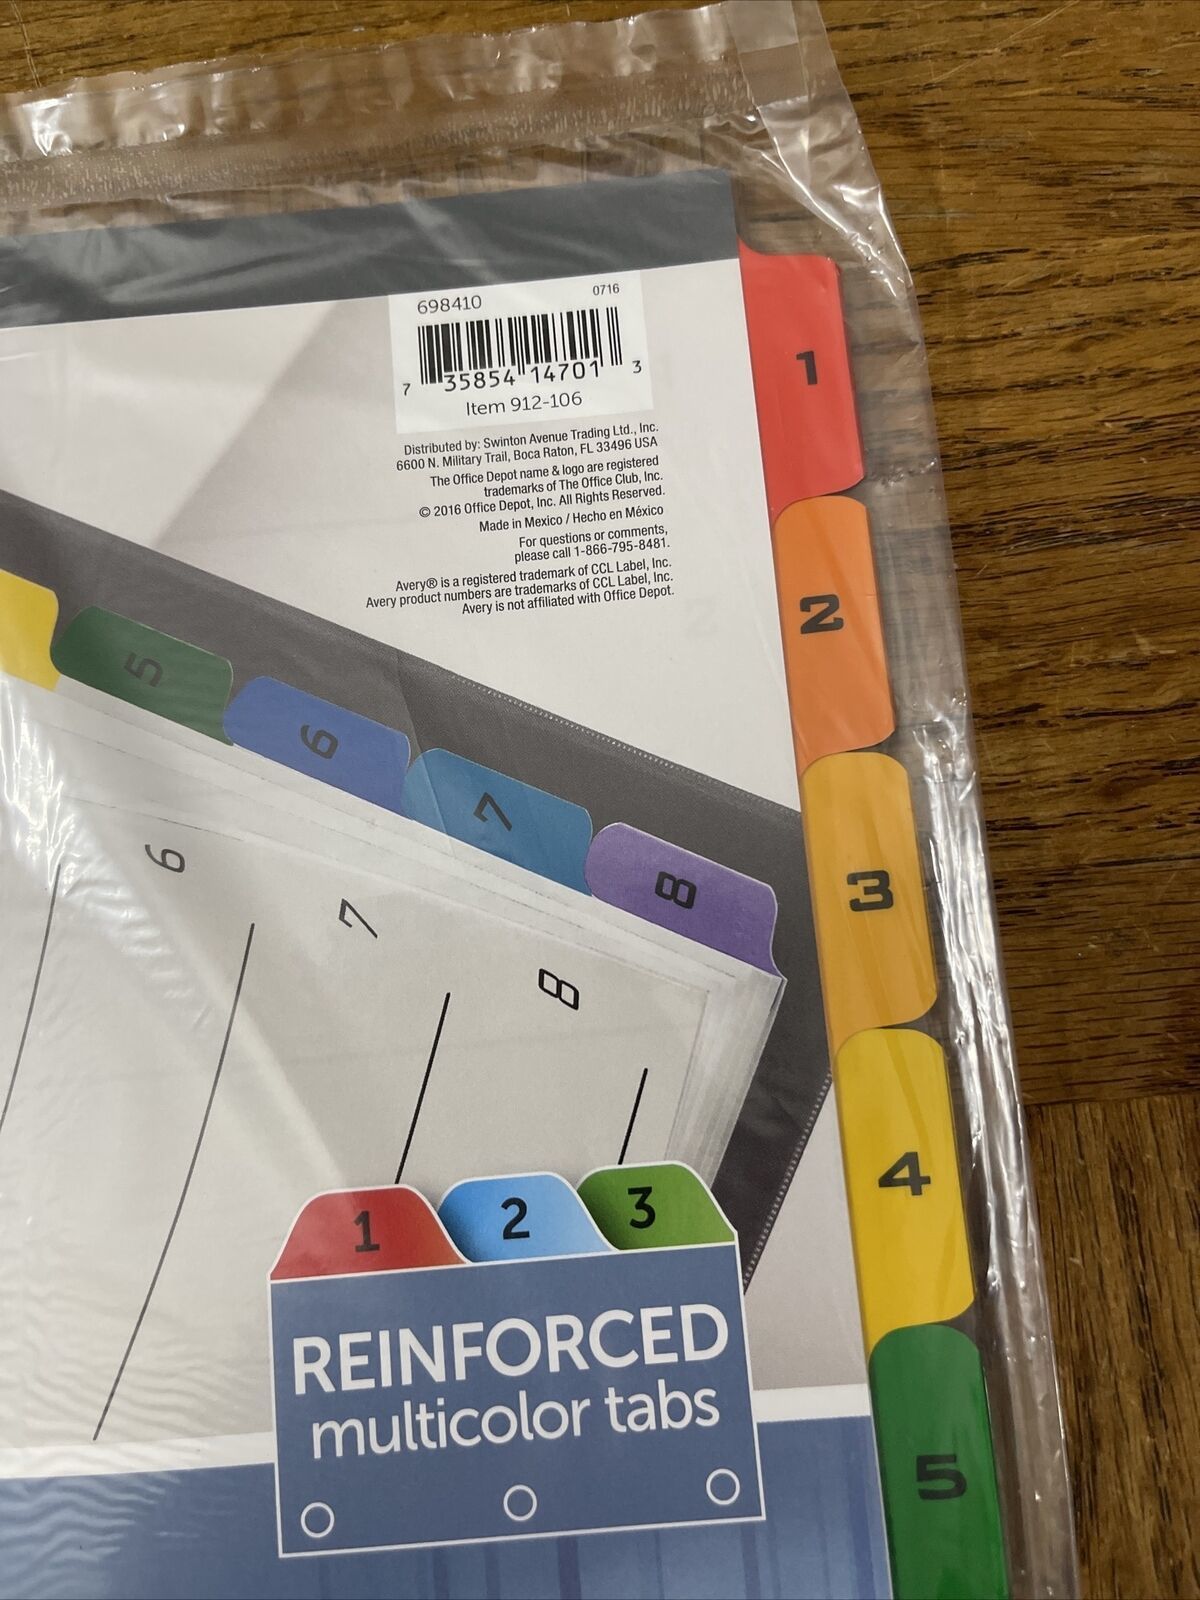 698410 0716
7 35854 14701 3
Item 912-106
Distributed by: Swinton Avenue Trading Ltd., Inc.
6600 N. Military Trail, Boca Raton, FL 33496 USA
The Office Depot name & logo are registered
trademarks of The Office Club, Inc.
© 2016 Office Depot, Inc. All Rights Reserved.
Made in Mexico / Hecho en México
For questions or comments,
please call 1-866-795-8481.
Avery® is a registered trademark of CCL Label, Inc.
Avery product numbers are trademarks of CCL Label, Inc.
Avery is not affiliated with Office Depot.
1
2
3
4
5
5
6
7
8
6
7
8
1 2 3
REINFORCED
multicolor tabs